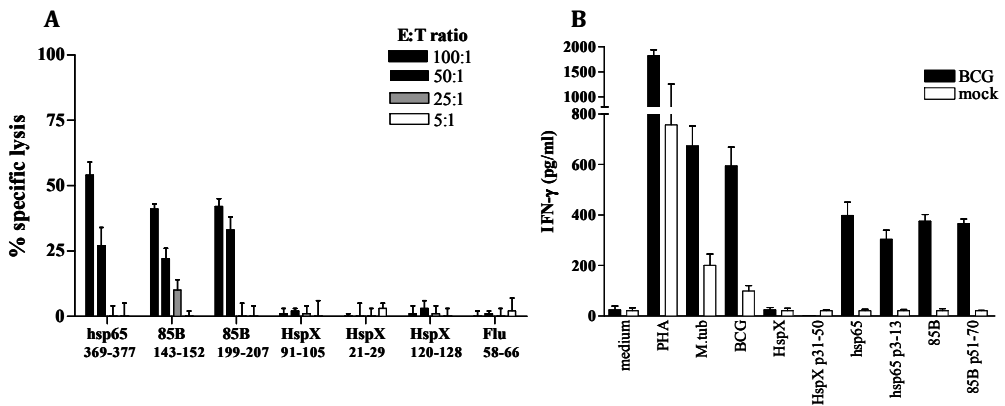 A
E:T ratio
100:1
50:1
25:1
5:1
% specific lysis
100
75
50
25
0
hsp65 85B 85B HspX HspX HspX Flu
369-377 143-152 199-207 91-105 21-29 120-128 58-66
B
BCG
mock
IFN-γ (pg/ml)
2000
1500
1000
800
600
400
200
0
medium
PHA
M.tub
BCG
HspX
HspX p31-50
hsp65
hsp65 p3-13
85B
85B p51-70